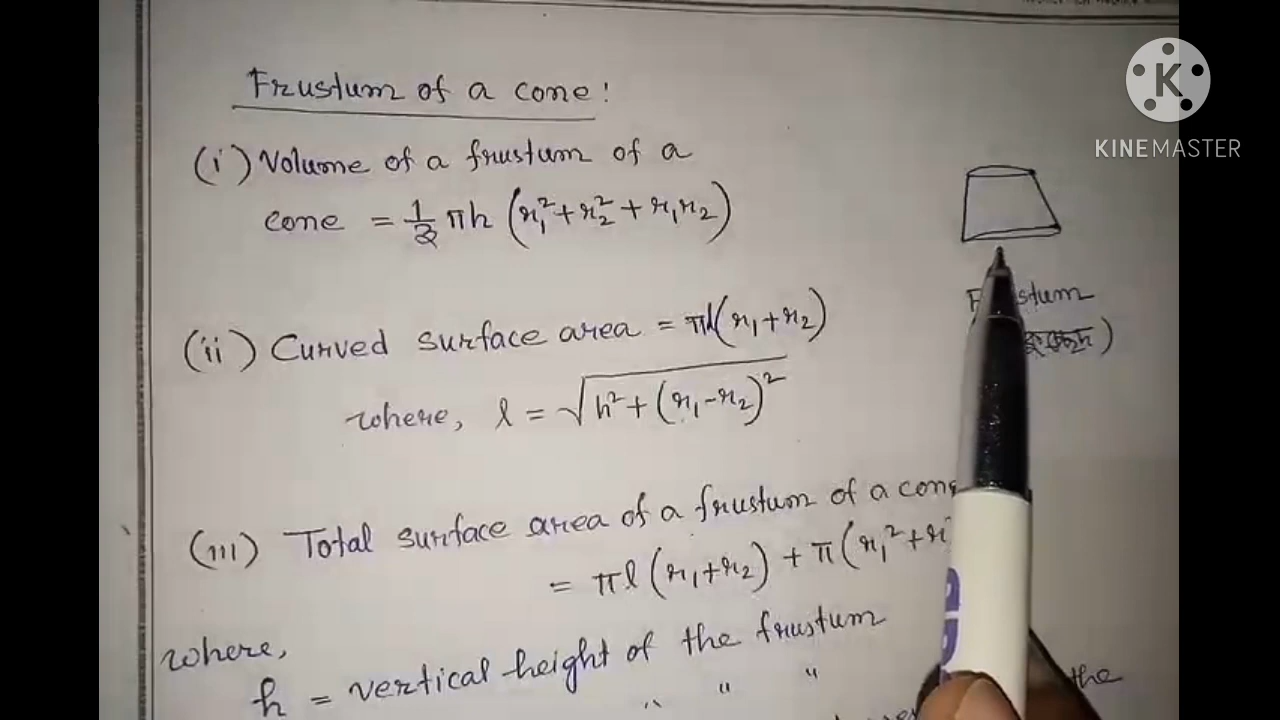 KINEMASTER
Frustum of a cone:
(i) Volume of a frustum of a
cone = 1/3 πh (r₁² + r₂² + r₁r₂)
(ii) Curved surface area = πl(r₁+r₂)
where, l = √(h² + (r₁-r₂)²)
(iii) Total surface area of a frustum of a cone
= πl (r₁+r₂) + π(r₁² + r
where,
h = vertical height of the frustum
" " "
the